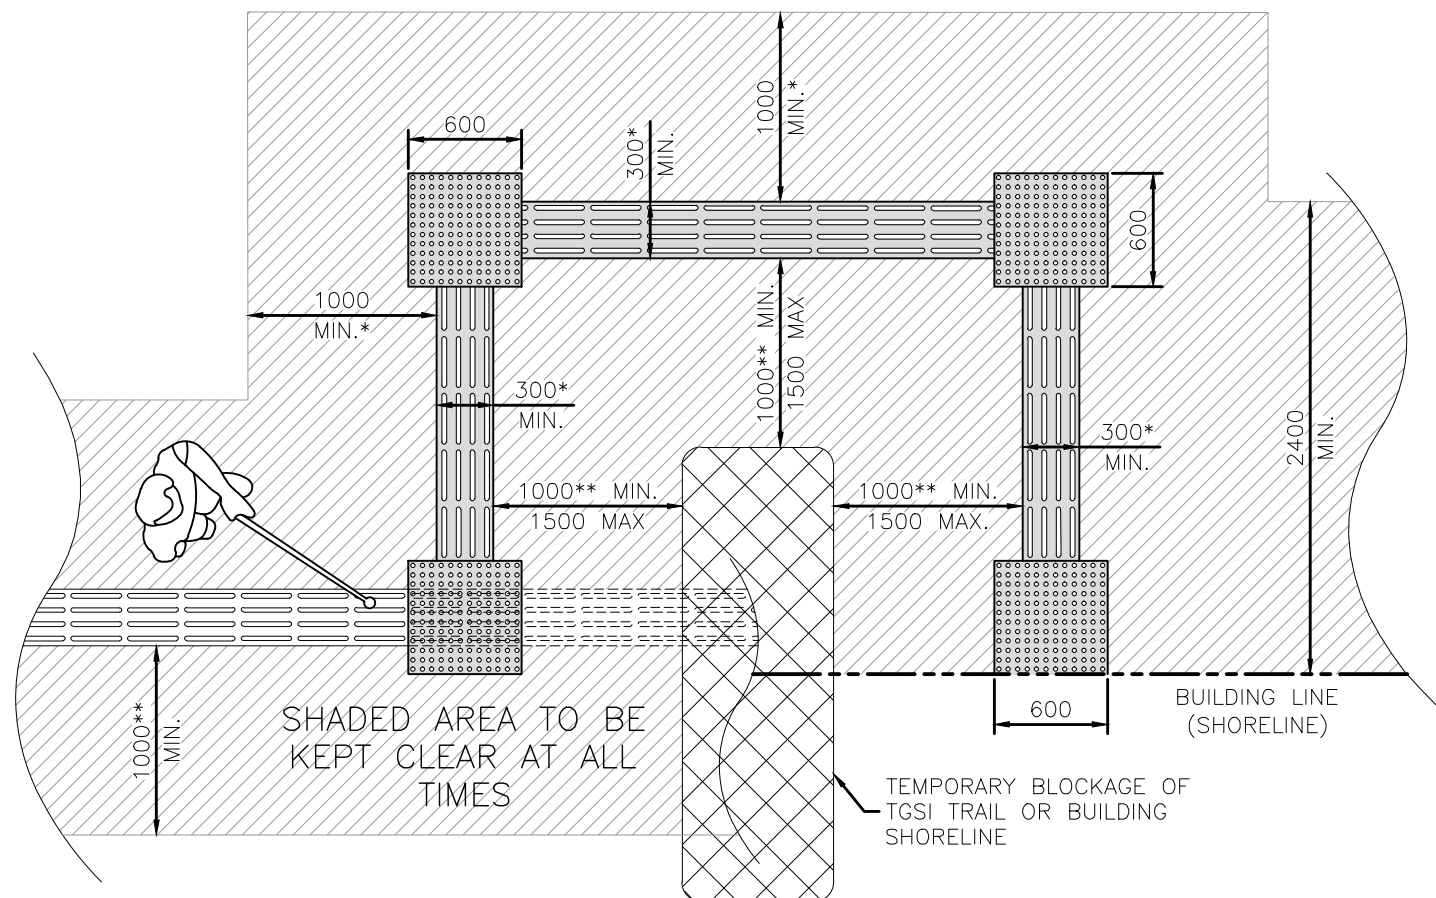 1000
MIN.*
600
300*
MIN.
600
1000
MIN.*
1000** MIN.
1500 MAX
300*
MIN.
300*
MIN.
2400
MIN.
1000** MIN.
1500 MAX
1000** MIN.
1500 MAX.
1000**
MIN.
SHADED AREA TO BE
KEPT CLEAR AT ALL
TIMES
600
BUILDING LINE
(SHORELINE)
TEMPORARY BLOCKAGE OF
TGSI TRAIL OR BUILDING
SHORELINE